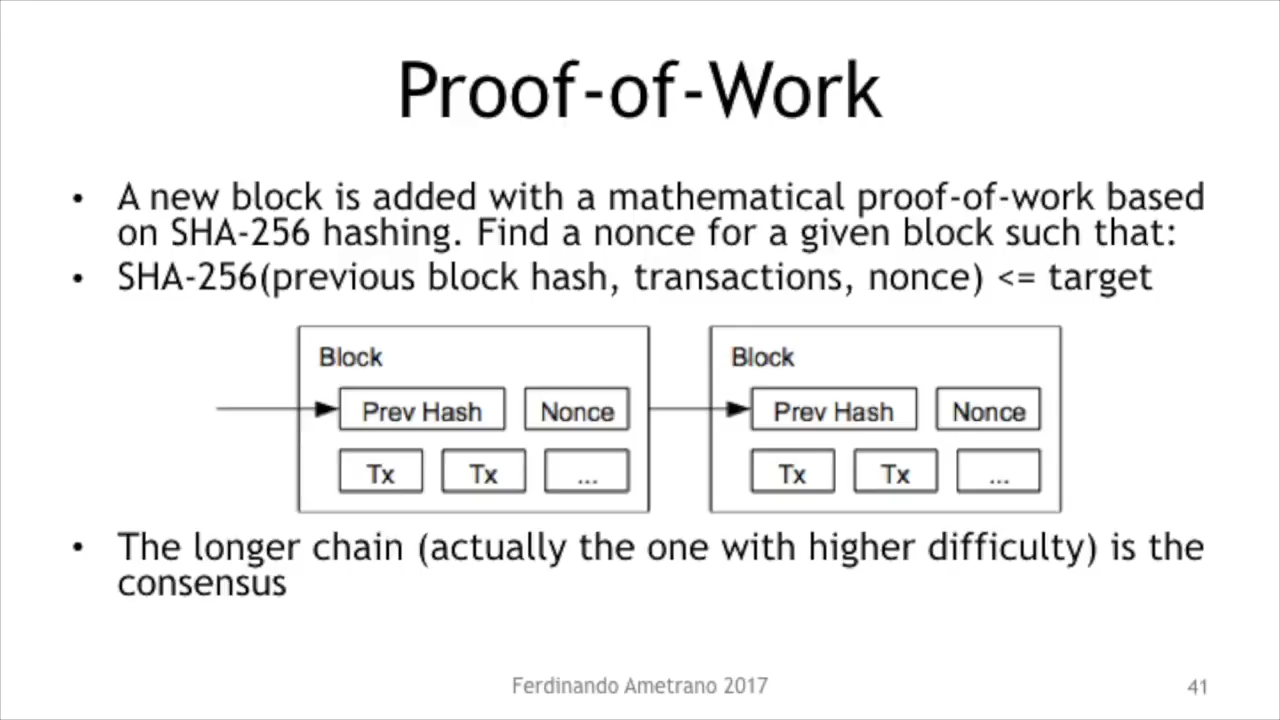 Proof-of-Work
• A new block is added with a mathematical proof-of-work based
on SHA-256 hashing. Find a nonce for a given block such that:
• SHA-256(previous block hash, transactions, nonce) <= target
Block
Prev Hash Nonce
Tx Tx ...
Block
Prev Hash Nonce
Tx Tx ...
• The longer chain (actually the one with higher difficulty) is the
consensus
Ferdinando Ametrano 2017
41